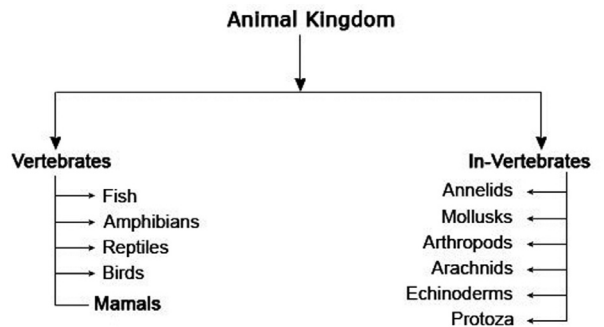 Animal Kingdom
Vertebrates
Fish
Amphibians
Reptiles
Birds
Mamals
In-Vertebrates
Annelids
Mollusks
Arthropods
Arachnids
Echinoderms
Protoza